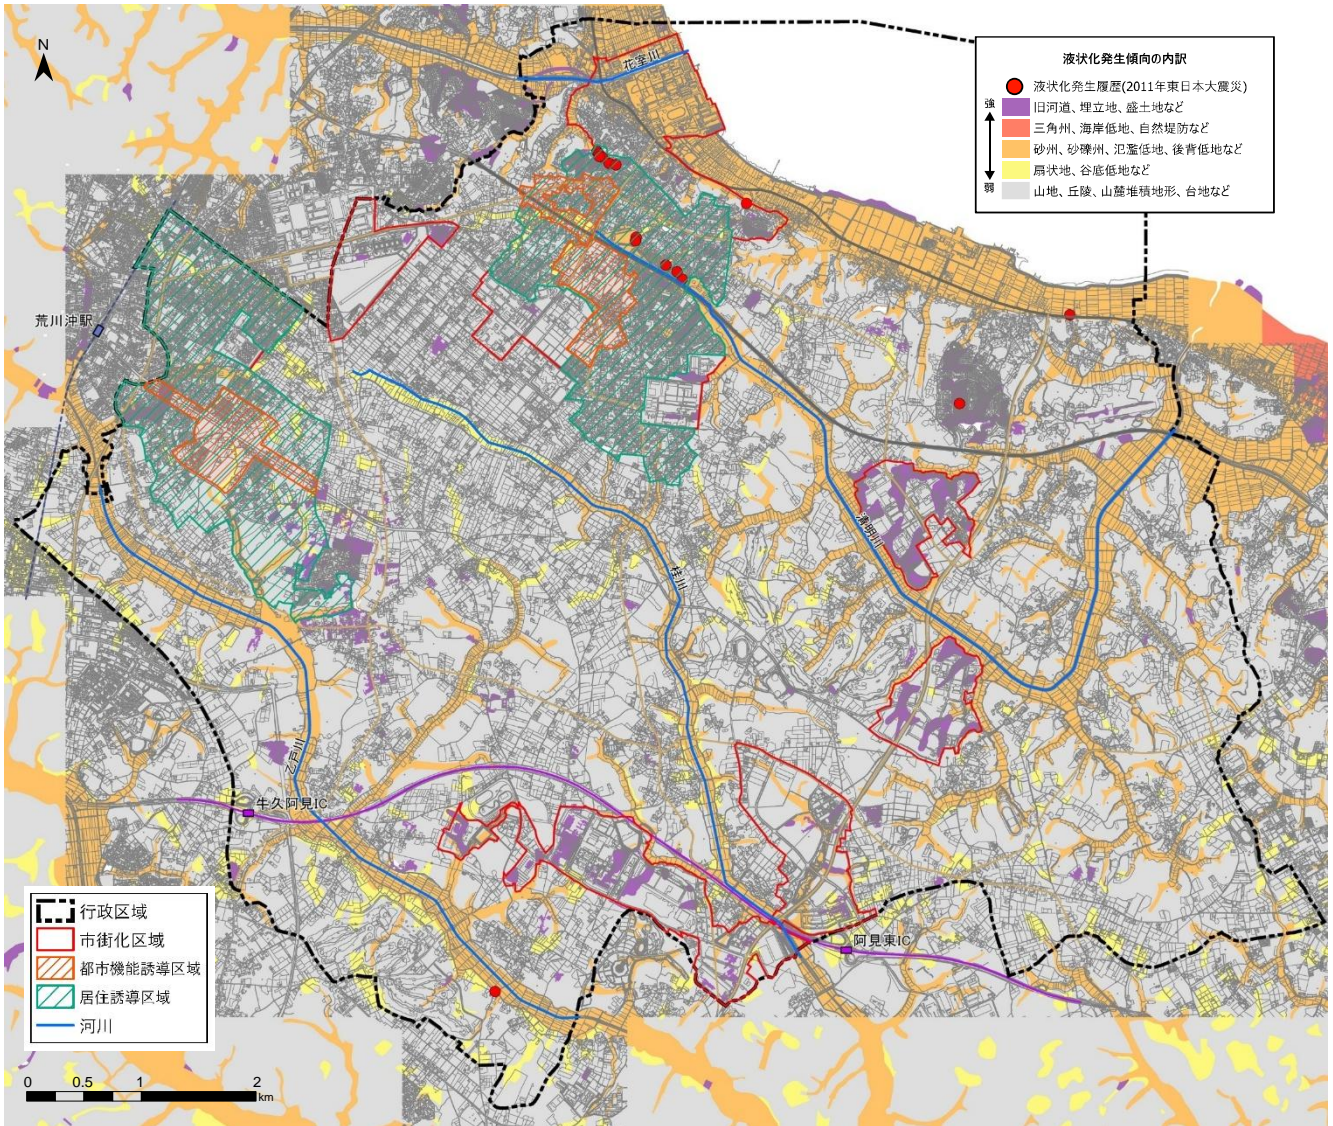 N
花室川
液状化発生傾向の内訳
液状化発生履歴(2011年東日本大震災)
強
旧河道、埋立地、盛土地など
三角州、海岸低地、自然堤防など
砂州、砂礫州、氾濫低地、後背低地など
扇状地、谷底低地など
弱
山地、丘陵、山麓堆積地形、台地など
荒川沖駅
清明川
桂川
乙戸川
牛久阿見IC
阿見東IC
行政区域
市街化区域
都市機能誘導区域
居住誘導区域
河川
0 0.5 1 2
km